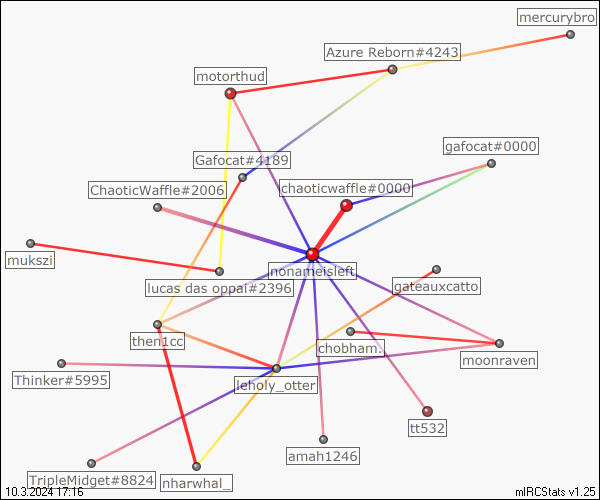 mercurybro
Azure Reborn#4243
motorthud
gafocat#0000
Gafocat#4189
ChaoticWaffle#2006
chaoticwaffle#0000
mukszi
nonameisleft
lucas das oppai#2396
gateauxcatto
then1cc
chobham.
moonraven
Thinker#5995
leholy_otter
tt532
amah1246
TripleMidget#8824
nharwhal_
10.3.2024 17:16
mIRCStats v1.25